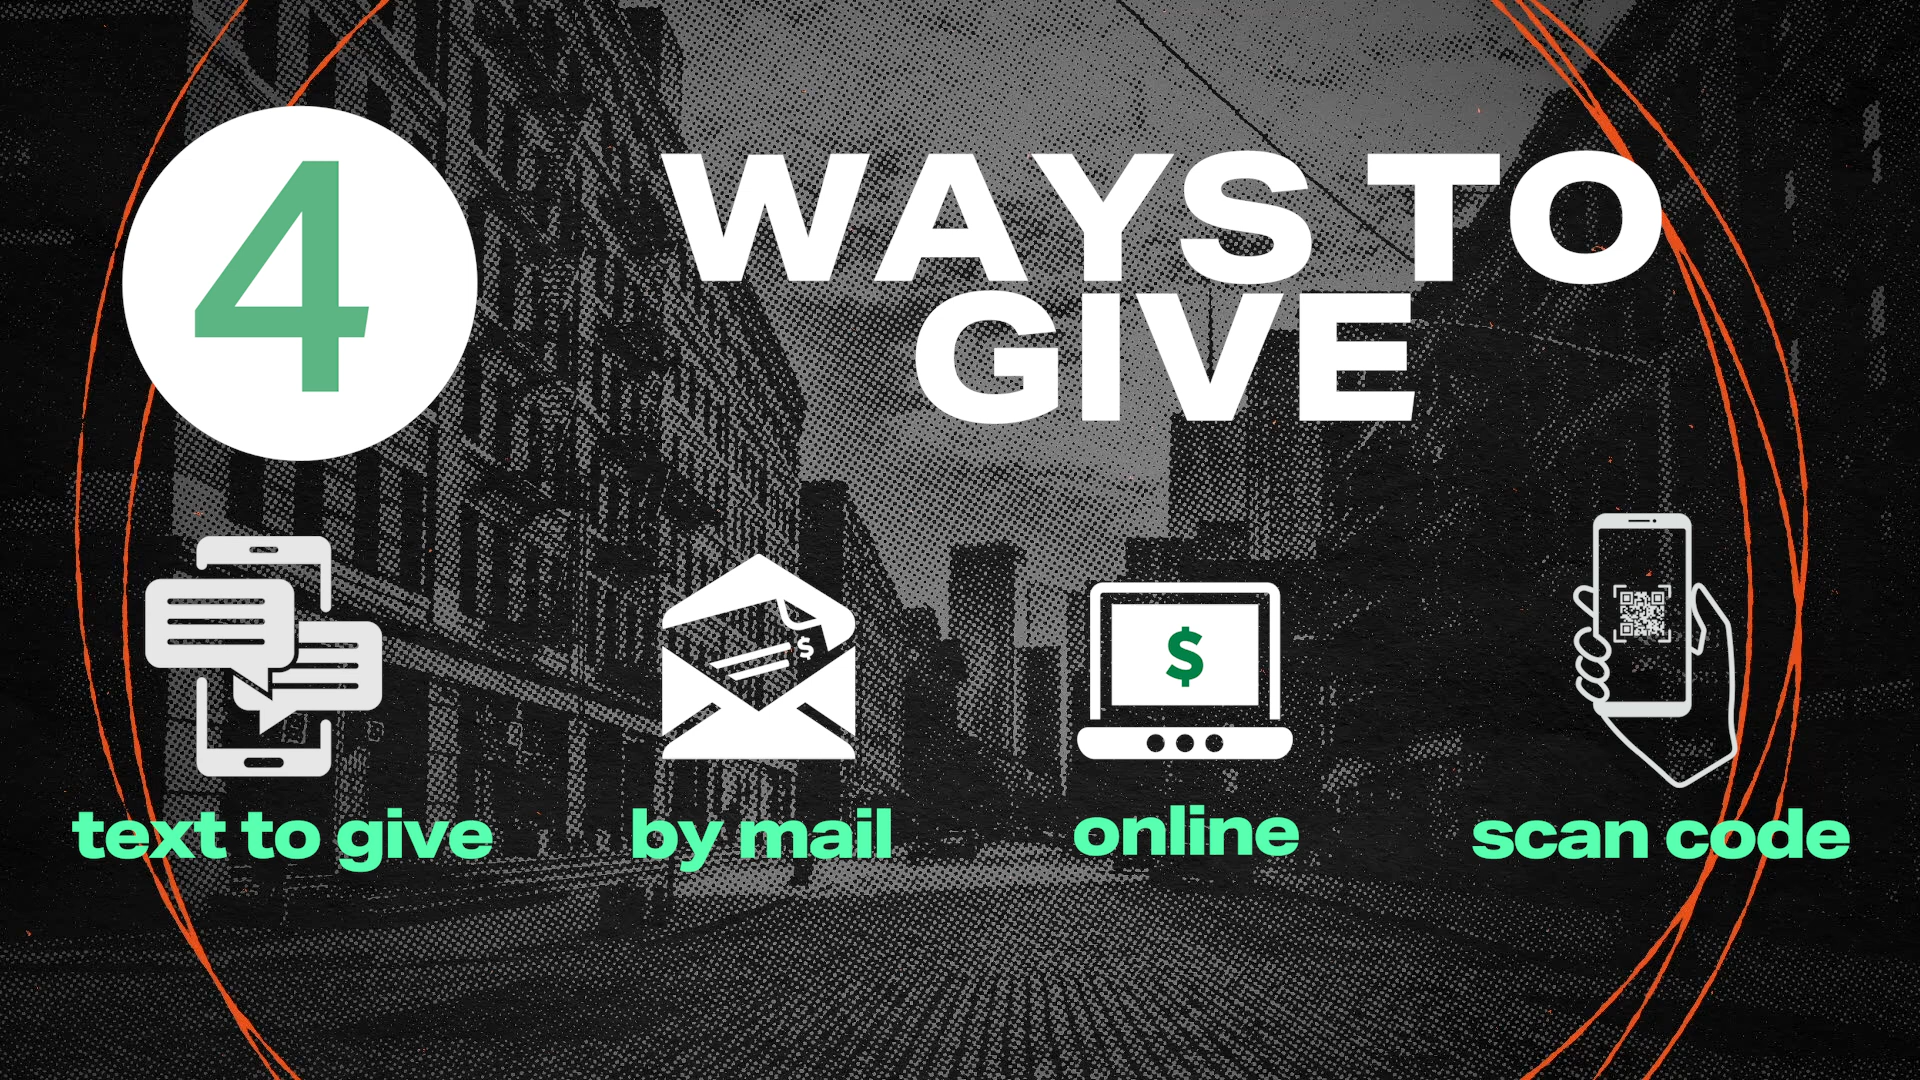 4
WAYS TO
GIVE
$
$
text to give
by mail
online
scan code